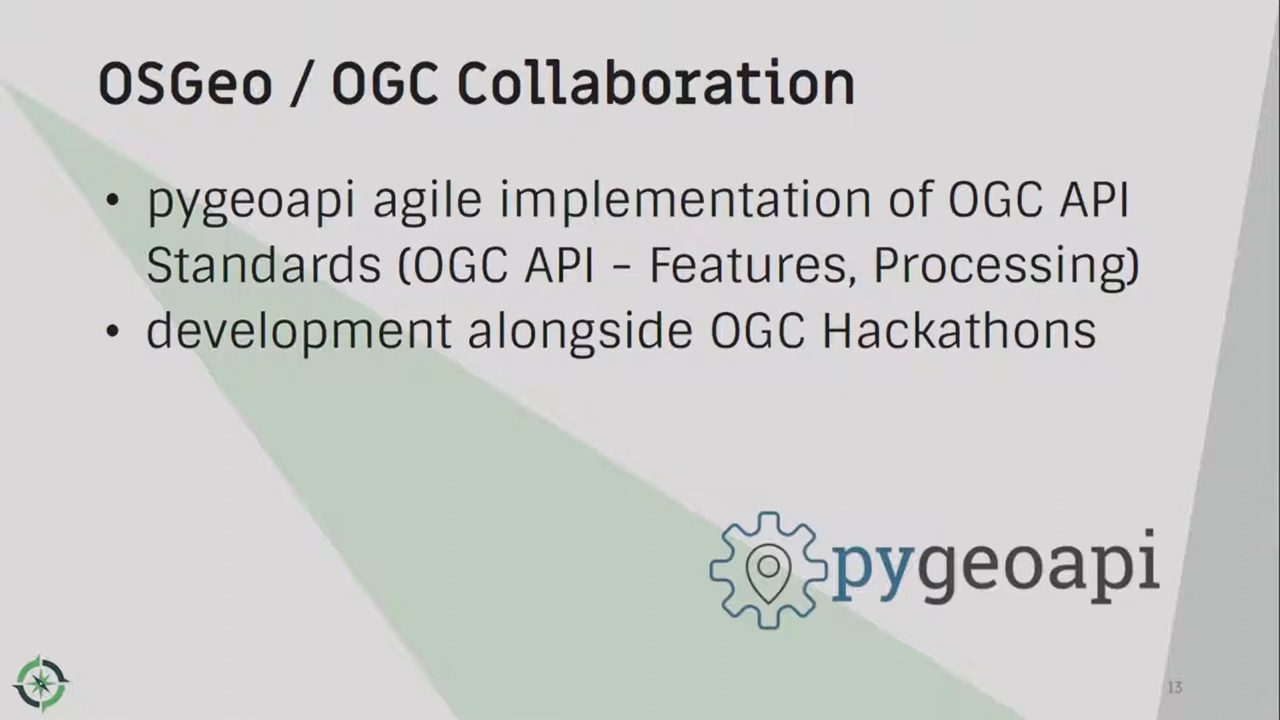 OSGeo / OGC Collaboration
• pygeoapi agile implementation of OGC API
Standards (OGC API – Features, Processing)
• development alongside OGC Hackathons
pygeoapi
13